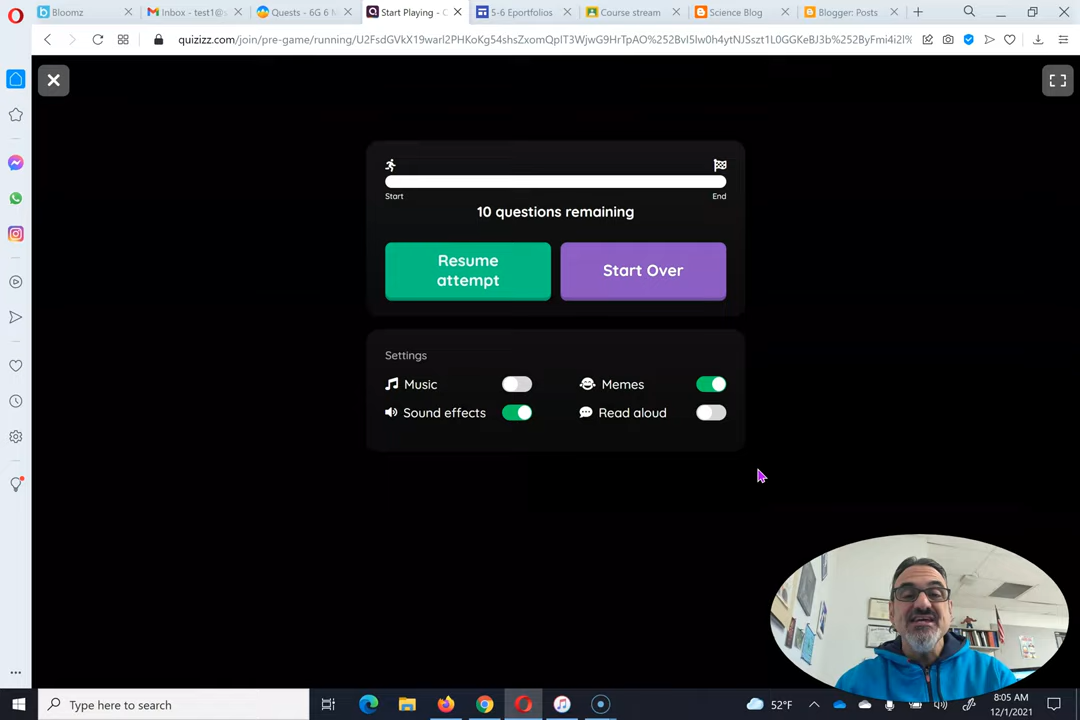 Bloomz
Inbox - test1@s
Quests - 6G 6 M
Start Playing - C
S-6 Eportfolios
Course stream
Science Blog
Blogger: Posts
quizizz.com/join/pre-game/running/U2FsdGVkX19warl2PHKoKg54shsZxomQpIT3WjwG9HrTpAO%252BvI5lw0h4ytNJSszt1L0GGKeBJ3b%252ByFmi4i2l%
Start
End
10 questions remaining
Resume
attempt
Start Over
Settings
Music
Memes
Sound effects
Read aloud
Type here to search
52°F
8:05 AM
12/1/2021